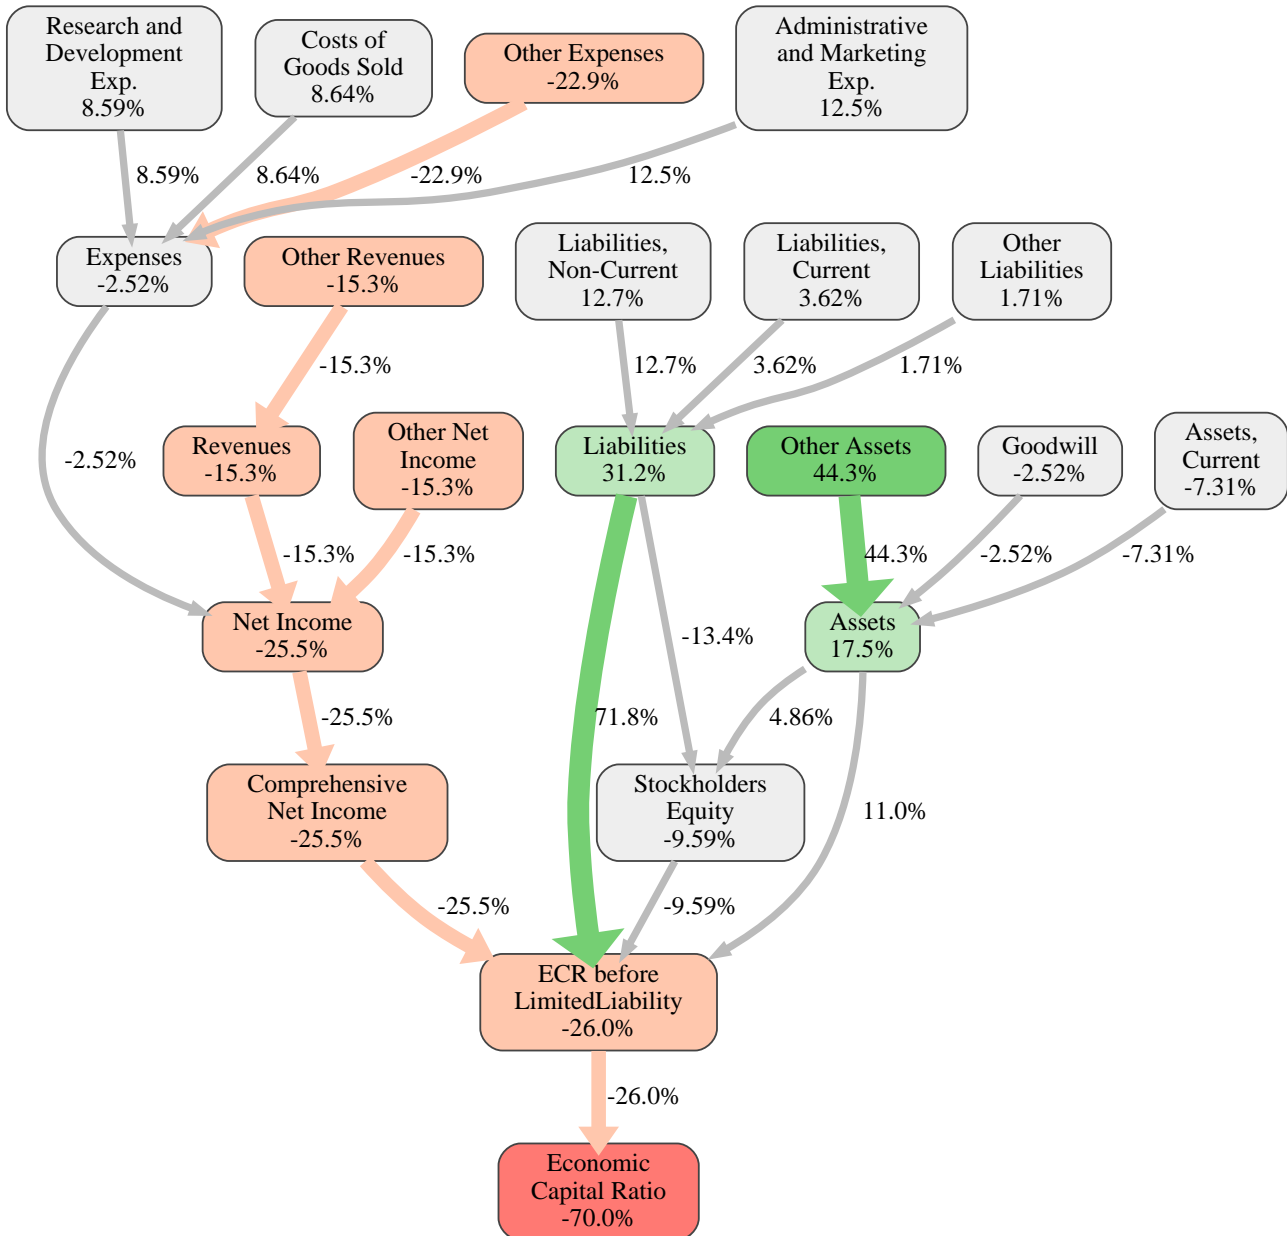 Research and
Development
Exp.
8.59%
Costs of
Goods Sold
8.64%
Other Expenses
-22.9%
Administrative
and Marketing
Exp.
12.5%
8.59%
8.64%
-22.9%
12.5%
Expenses
-2.52%
Other Revenues
-15.3%
Liabilities,
Non-Current
12.7%
Liabilities,
Current
3.62%
Other
Liabilities
1.71%
-15.3%
12.7%
3.62%
1.71%
-2.52%
Revenues
-15.3%
Other Net
Income
-15.3%
Liabilities
31.2%
Other Assets
44.3%
Goodwill
-2.52%
Assets,
Current
-7.31%
-15.3%
-15.3%
44.3%
-2.52%
-7.31%
Net Income
-25.5%
-13.4%
Assets
17.5%
-25.5%
71.8%
4.86%
11.0%
Comprehensive
Net Income
-25.5%
Stockholders
Equity
-9.59%
-25.5%
-9.59%
ECR before
LimitedLiability
-26.0%
-26.0%
Economic
Capital Ratio
-70.0%